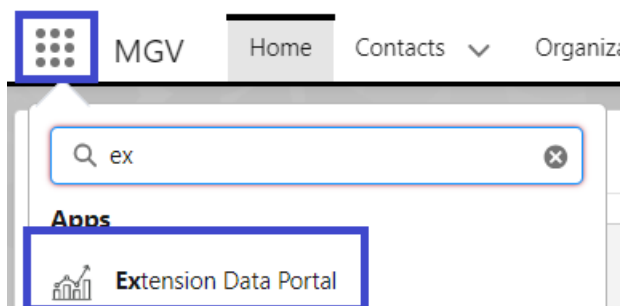 MGV Home Contacts Organiza
ex
Apps
Extension Data Portal